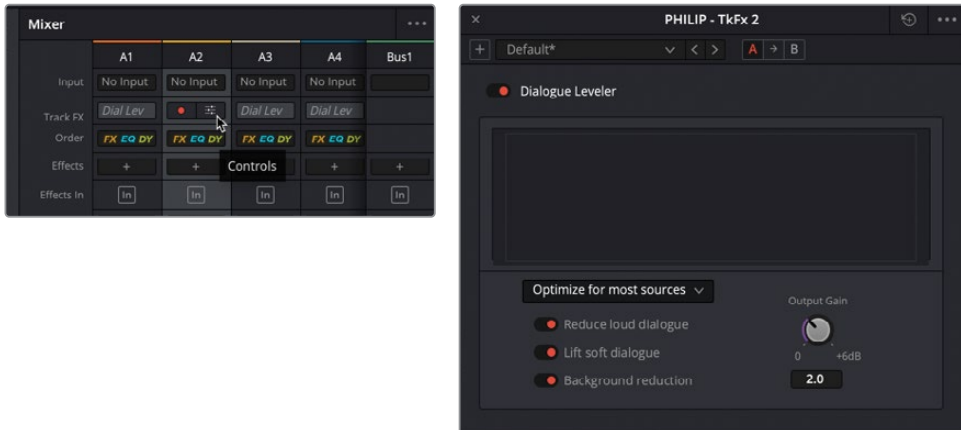 Mixer
A1 A2 A3 A4 Bus1
Input No Input No Input No Input No Input
Track FX Dial Lev Dial Lev Dial Lev
Order FX EQ DY FX EQ DY FX EQ DY FX EQ DY
Effects + + Controls + +
Effects In In In In In In
PHILIP - TkFx 2
Default* A B
Dialogue Leveler
Optimize for most sources
Output Gain
Reduce loud dialogue
Lift soft dialogue
0 +6dB
Background reduction
2.0